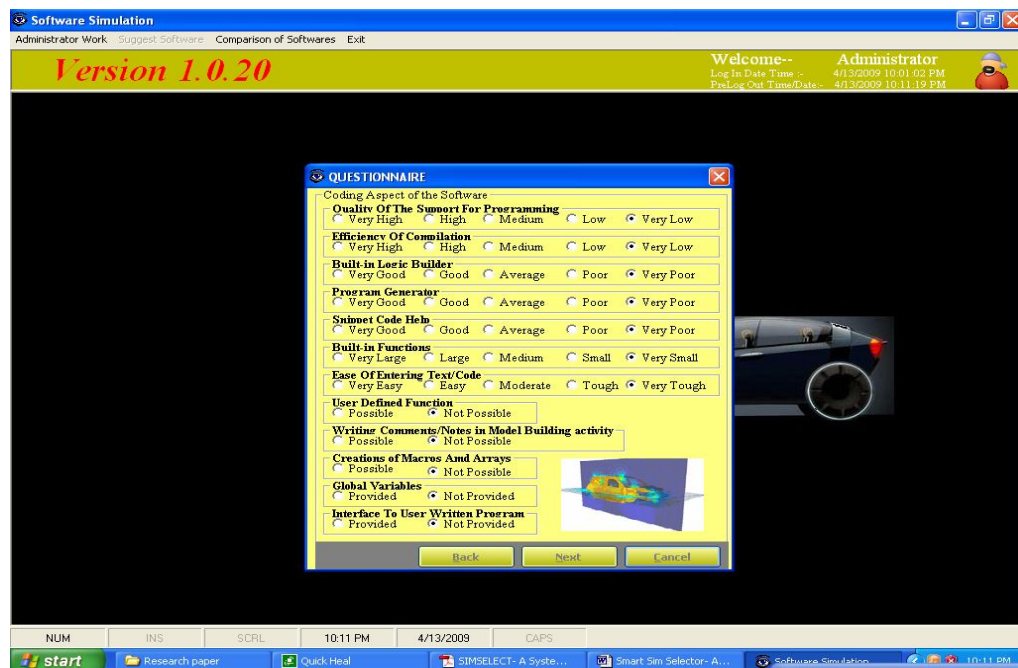 Software Simulation
Administrator Work Suggest Software Comparison of Softwares Exit
Version 1.0.20
Welcome-- Administrator
Log In Date Time :- 4/13/2009 10:01:02 PM
PreLog Out Time/Date:- 4/13/2009 10:11:19 PM
QUESTIONNAIRE
Coding Aspect of the Software
Quality Of The Support For Programming
Very High High Medium Low Very Low
Efficiency Of Compilation
Very High High Medium Low Very Low
Built-in Logic Builder
Very Good Good Average Poor Very Poor
Program Generator
Very Good Good Average Poor Very Poor
Snippet Code Help
Very Good Good Average Poor Very Poor
Built-in Functions
Very Large Large Medium Small Very Small
Ease Of Entering Text/Code
Very Easy Easy Moderate Tough Very Tough
User Defined Function
Possible Not Possible
Writing Comments/Notes in Model Building activity
Possible Not Possible
Creations of Macros Amd Arrays
Possible Not Possible
Global Variables
Provided Not Provided
Interface To User Written Program
Provided Not Provided
Back Next Cancel
NUM INS SCRL 10:11 PM 4/13/2009 CAPS
start Research paper Quick Heal SIMSELECT- A Syste... Smart Sim Selector- A... Software Simulation 10:11 PM